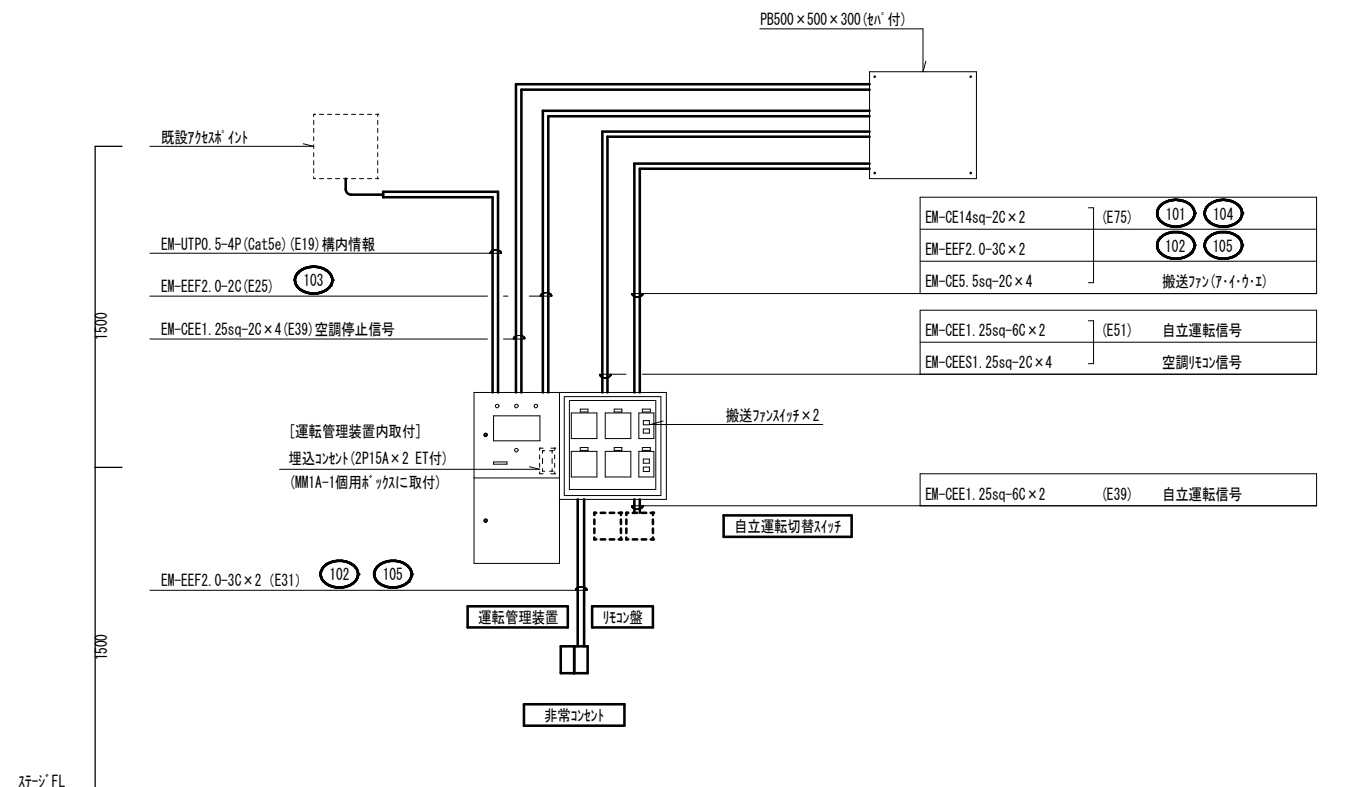 PB500×500×300(ｾﾊﾟ付)
既設ｱｸｾｽﾎﾟｲﾝﾄ
EM-UTP0.5-4P(Cat5e)(E19)構内情報
EM-EEF2.0-2C(E25) 103
EM-CEE1.25sq-2C×4(E39)空調停止信号
EM-CE14sq-2C×2 (E75) 101 104
EM-EEF2.0-3C×2 102 105
EM-CE5.5sq-2C×4 搬送ﾌｧﾝ(ｱ･ｲ･ｳ･ｴ)
EM-CEE1.25sq-6C×2 (E51) 自立運転信号
EM-CEES1.25sq-2C×4 空調ﾘﾓｺﾝ信号
1500
搬送ﾌｧﾝｽｲｯﾁ×2
[運転管理装置内取付]
埋込ｺﾝｾﾝﾄ(2P15A×2 ET付)
(MM1A-1個用ﾎﾞｯｸｽに取付)
EM-CEE1.25sq-6C×2 (E39) 自立運転信号
自立運転切替ｽｲｯﾁ
EM-EEF2.0-3C×2 (E31) 102 105
運転管理装置 ﾘﾓｺﾝ盤
1500
非常ｺﾝｾﾝﾄ
ｽﾃｰｼﾞFL